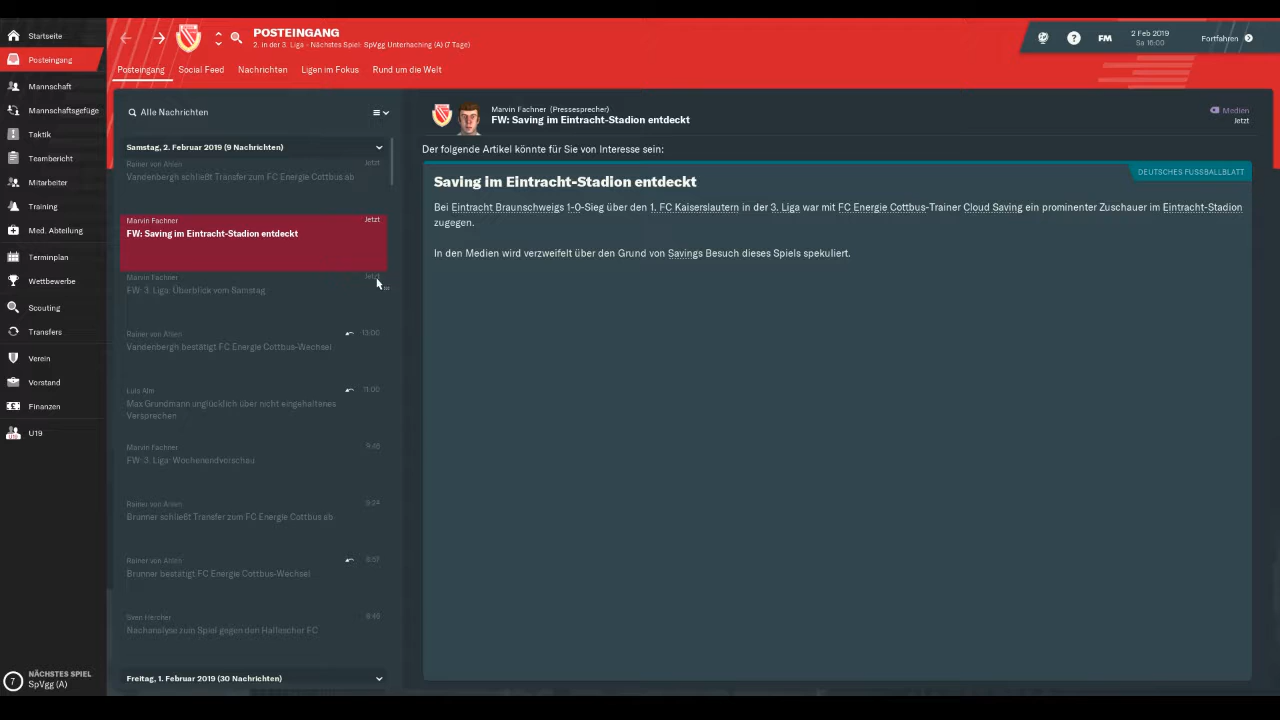 Startseite
Posteingang
Mannschaft
Mannschaftsgefüge
Taktik
Teambericht
Mitarbeiter
Training
Med. Abteilung
Terminplan
Wettbewerbe
Scouting
Transfers
Verein
Vorstand
Finanzen
U19
NÄCHSTES SPIEL
7 SpVgg (A)
POSTEINGANG
2. in der 3. Liga - Nächstes Spiel: SpVgg Unterhaching (A) (7 Tage)
? FM 2 Feb 2019 Fortfahren
Sa 16:00
Posteingang Social Feed Nachrichten Ligen im Fokus Rund um die Welt
Alle Nachrichten
Samstag, 2. Februar 2019 (9 Nachrichten)
Rainer von Ahlen Jetzt
Vandenbergh schließt Transfer zum FC Energie Cottbus ab
Marvin Fachner Jetzt
FW: Saving im Eintracht-Stadion entdeckt
Marvin Fachner Jetzt
FW: 3. Liga: Überblick vom Samstag
Rainer von Ahlen 13:00
Vandenbergh bestätigt FC Energie Cottbus-Wechsel
11:00
Max Grundmann unglücklich über nicht eingehaltenes
Versprechen
Marvin Fachner
FW: 3. Liga: Wochenendvorschau
Rainer von Ahlen 9:24
Brunner schließt Transfer zum FC Energie Cottbus ab
Rainer von Ahlen
Brunner bestätigt FC Energie Cottbus-Wechsel
Sven Hercher
Nachanalyse zum Spiel gegen den Hallescher FC
Freitag, 1. Februar 2019 (30 Nachrichten)
Marvin Fachner (Pressesprecher) Medien
FW: Saving im Eintracht-Stadion entdeckt Jetzt
Der folgende Artikel könnte für Sie von Interesse sein:
DEUTSCHES FUSSBALLBLATT
Saving im Eintracht-Stadion entdeckt
Bei Eintracht Braunschweigs 1-0-Sieg über den 1. FC Kaiserslautern in der 3. Liga war mit FC Energie Cottbus-Trainer Cloud Saving ein prominenter Zuschauer im Eintracht-Stadion
zugegen.
In den Medien wird verzweifelt über den Grund von Savings Besuch dieses Spiels spekuliert.